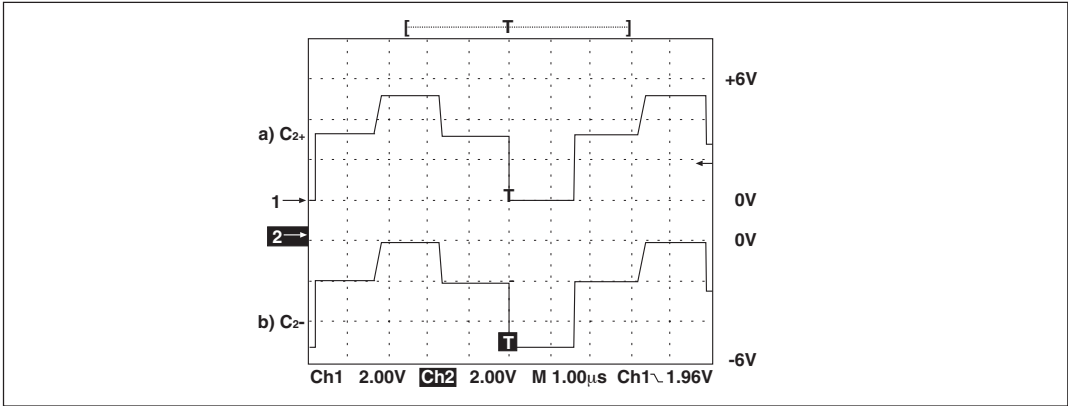 [ T ]
+6V
a) C2+
T
1
0V
2
0V
b) C2-
T
-6V
Ch1 2.00V Ch2 2.00V M 1.00μs Ch1 1.96V